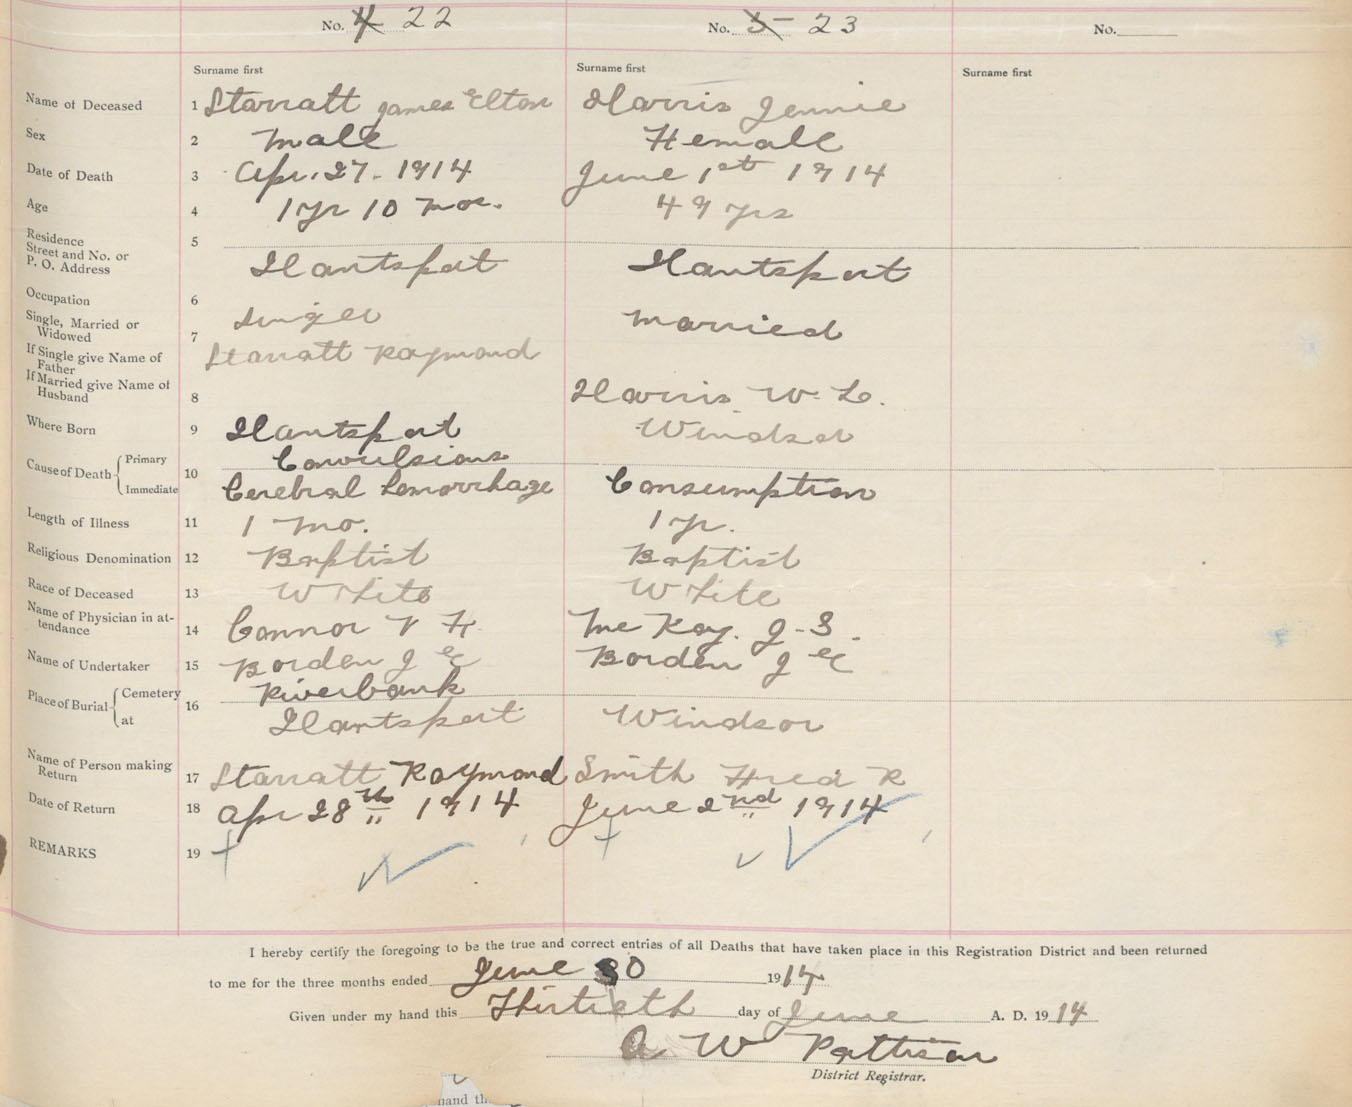 No. 4 22 No. 5 23 No.
Surname first Surname first Surname first
Name of Deceased 1 Starratt James Elton Harris Jennie
Sex 2 Male Female
Date of Death 3 Apr. 27. 1914 June 1st 1914
Age 4 1 yr 10 mos. 49 yrs
Residence
Street and No. or
P. O. Address 5 Hantsport Hantsport
Occupation 6
Single, Married or
Widowed 7 Single Married
If Single give Name of
Father Starratt Raymond
If Married give Name of
Husband 8 Harris W. L.
Where Born 9 Hantsport Windsor
Cause of Death Primary 10 Convulsions
Immediate Cerebral hemorrhage Consumption
Length of Illness 11 1 mo. 1 yr.
Religious Denomination 12 Baptist Baptist
Race of Deceased 13 White White
Name of Physician in at-
tendance 14 Connor F. McKay. J. S.
Name of Undertaker 15 Borden J E Borden J E
Place of Burial Cemetery 16 Riverbank
at Hantsport Windsor
Name of Person making
Return 17 Starratt Raymond Smith Fred R
Date of Return 18 Apr 28th 1914 June 2nd 1914
REMARKS 19
I hereby certify the foregoing to be the true and correct entries of all Deaths that have taken place in this Registration District and been returned
to me for the three months ended June 30 1914
Given under my hand this Thirtieth day of June A. D. 1914
A W Pattison
District Registrar.
hand th